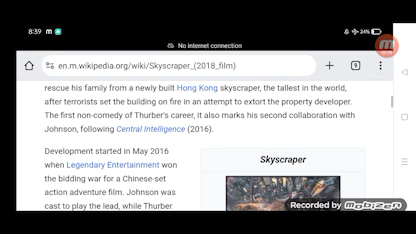 8:39 m
24%
No internet connection
en.m.wikipedia.org/wiki/Skyscraper_(2018_film)
9
rescue his family from a newly built Hong Kong skyscraper, the tallest in the world,
after terrorists set the building on fire in an attempt to extort the property developer.
The first non-comedy of Thurber's career, it also marks his second collaboration with
Johnson, following Central Intelligence (2016).
Development started in May 2016
when Legendary Entertainment won
the bidding war for a Chinese-set
action adventure film. Johnson was
cast to play the lead, while Thurber
Skyscraper
Recorded by mobizen